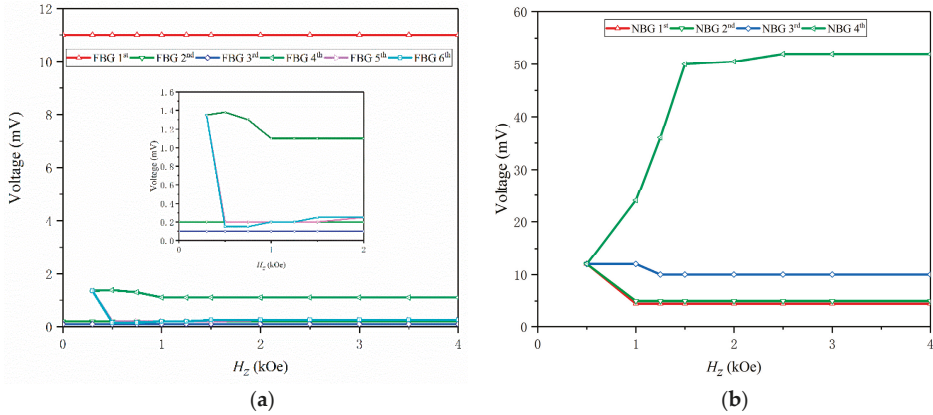 12
10
8
6
4
2
0
Voltage (mV)
FBG 1st FBG 2nd FBG 3rd FBG 4th FBG 5th FBG 6th
1.6
1.4
1.2
1.0
0.8
0.6
0.4
0.2
0.0
Voltege (mV)
0 1 2
Hz (kOe)
0 1 2 3 4
Hz (kOe)
(a)
60
50
40
30
20
10
0
Voltage (mV)
NBG 1st NBG 2nd NBG 3rd NBG 4th
0 1 2 3 4
Hz (kOe)
(b)